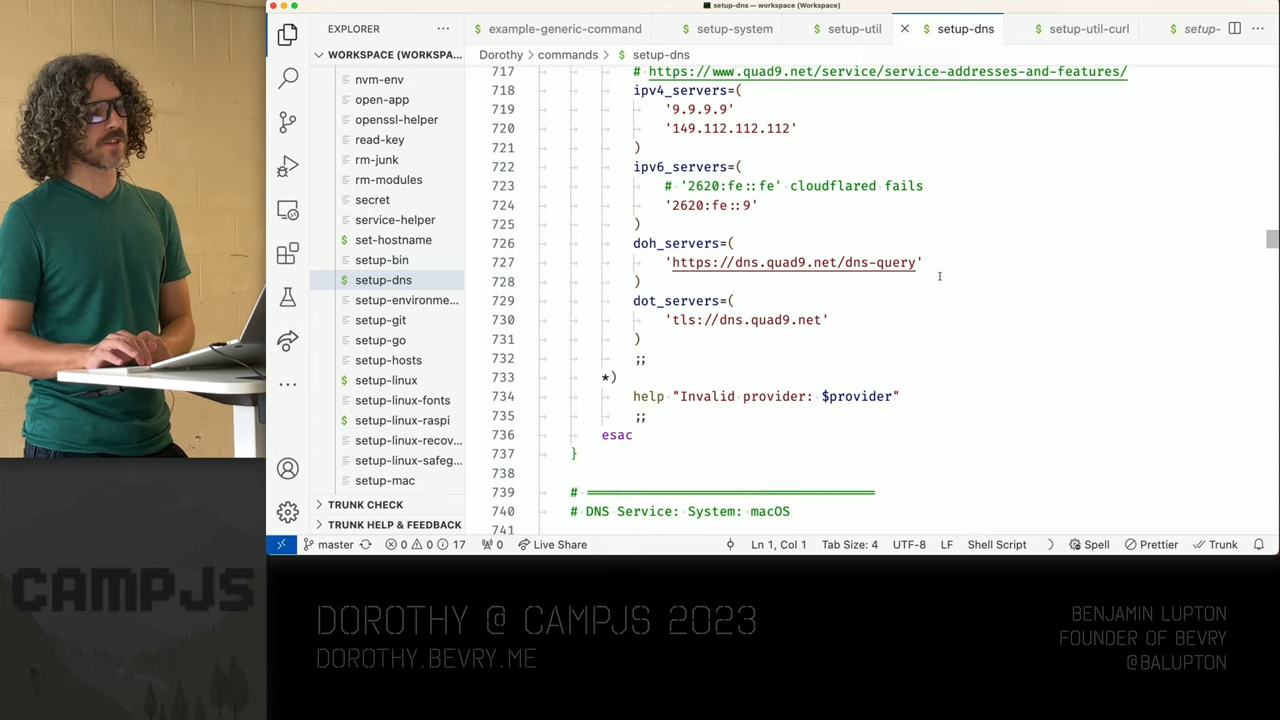 setup-dns — workspace (Workspace)
EXPLORER
example-generic-command
setup-system
setup-util
setup-dns
setup-util-curl
setup-
WORKSPACE (WORKSPA...
Dorothy > commands > $ setup-dns
nvm-env
open-app
openssl-helper
read-key
rm-junk
rm-modules
secret
service-helper
set-hostname
setup-bin
setup-dns
setup-environme...
setup-git
setup-go
setup-hosts
setup-linux
setup-linux-fonts
setup-linux-raspi
setup-linux-recov...
setup-linux-safeg...
setup-mac
TRUNK CHECK
TRUNK HELP & FEEDBACK
717 # https://www.quad9.net/service/service-addresses-and-features/
718 ipv4_servers=(
719 '9.9.9.9'
720 '149.112.112.112'
721 )
722 ipv6_servers=(
723 # '2620:fe::fe' cloudflared fails
724 '2620:fe::9'
725 )
726 doh_servers=(
727 'https://dns.quad9.net/dns-query'
728 )
729 dot_servers=(
730 'tls://dns.quad9.net'
731 )
732 ;;
733 *)
734 help "Invalid provider: $provider"
735 ;;
736 esac
737 }
738
739 # ====================================
740 # DNS Service: System: macOS
741
master 0 0 17 0 Live Share Ln 1, Col 1 Tab Size: 4 UTF-8 LF Shell Script Spell Prettier Trunk
CAMPJS
DOROTHY @ CAMPJS 2023
DOROTHY.BEVRY.ME
BENJAMIN LUPTON
FOUNDER OF BEVRY
@BALUPTON